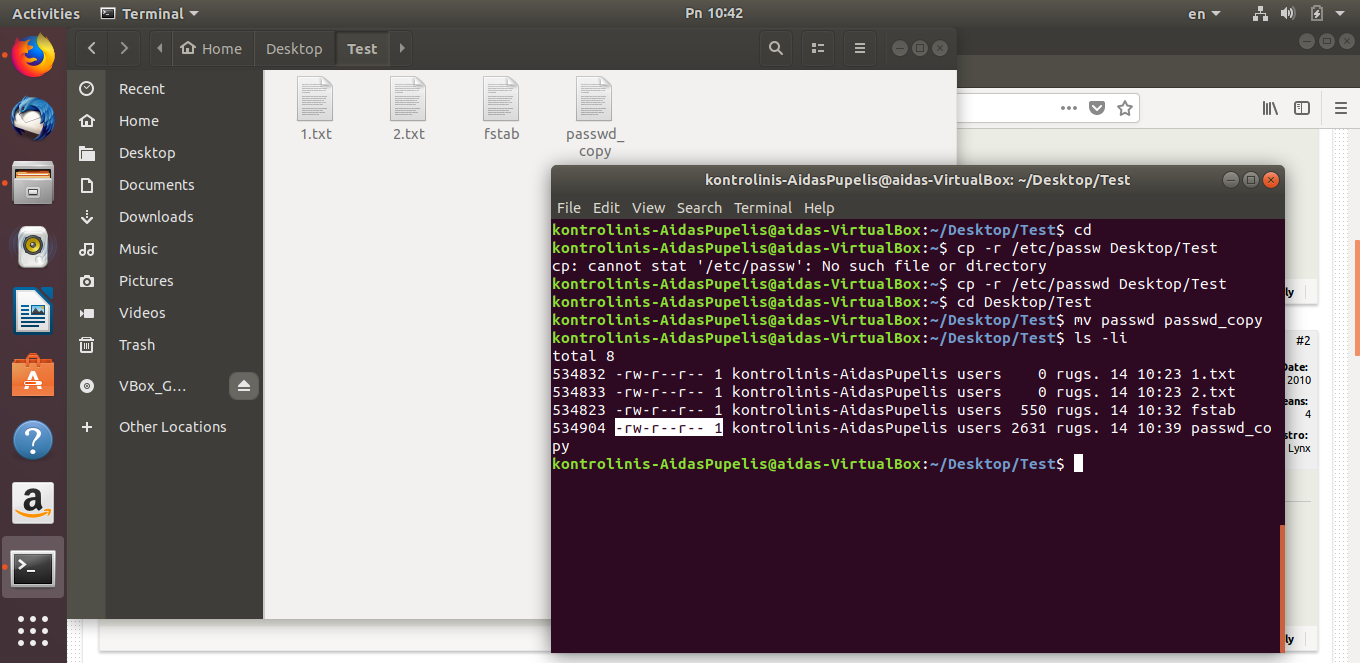 Activities Terminal Pn 10:42 en
Home Desktop Test
Recent
Home
Desktop
Documents
Downloads
Music
Pictures
Videos
Trash
VBox_G...
Other Locations
1.txt 2.txt fstab passwd_
copy
kontrolinis-AidasPupelis@aidas-VirtualBox: ~/Desktop/Test
File Edit View Search Terminal Help
kontrolinis-AidasPupelis@aidas-VirtualBox:~/Desktop/Test$ cd
kontrolinis-AidasPupelis@aidas-VirtualBox:~$ cp -r /etc/passw Desktop/Test
cp: cannot stat '/etc/passw': No such file or directory
kontrolinis-AidasPupelis@aidas-VirtualBox:~$ cp -r /etc/passwd Desktop/Test
kontrolinis-AidasPupelis@aidas-VirtualBox:~$ cd Desktop/Test
kontrolinis-AidasPupelis@aidas-VirtualBox:~/Desktop/Test$ mv passwd passwd_copy
kontrolinis-AidasPupelis@aidas-VirtualBox:~/Desktop/Test$ ls -li
total 8
534832 -rw-r--r-- 1 kontrolinis-AidasPupelis users    0 rugs. 14 10:23 1.txt
534833 -rw-r--r-- 1 kontrolinis-AidasPupelis users    0 rugs. 14 10:23 2.txt
534823 -rw-r--r-- 1 kontrolinis-AidasPupelis users  550 rugs. 14 10:32 fstab
534904 -rw-r--r-- 1 kontrolinis-AidasPupelis users 2631 rugs. 14 10:39 passwd_co
py
kontrolinis-AidasPupelis@aidas-VirtualBox:~/Desktop/Test$
#2
2010
4
Lynx